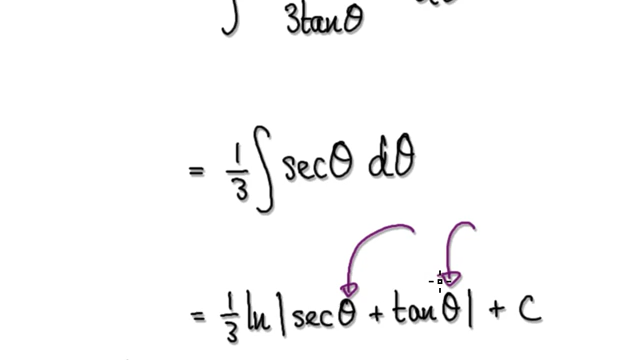 ∫ 3tanθ
= 1/3 ∫ secθ dθ
= 1/3 ln|secθ + tanθ| + C